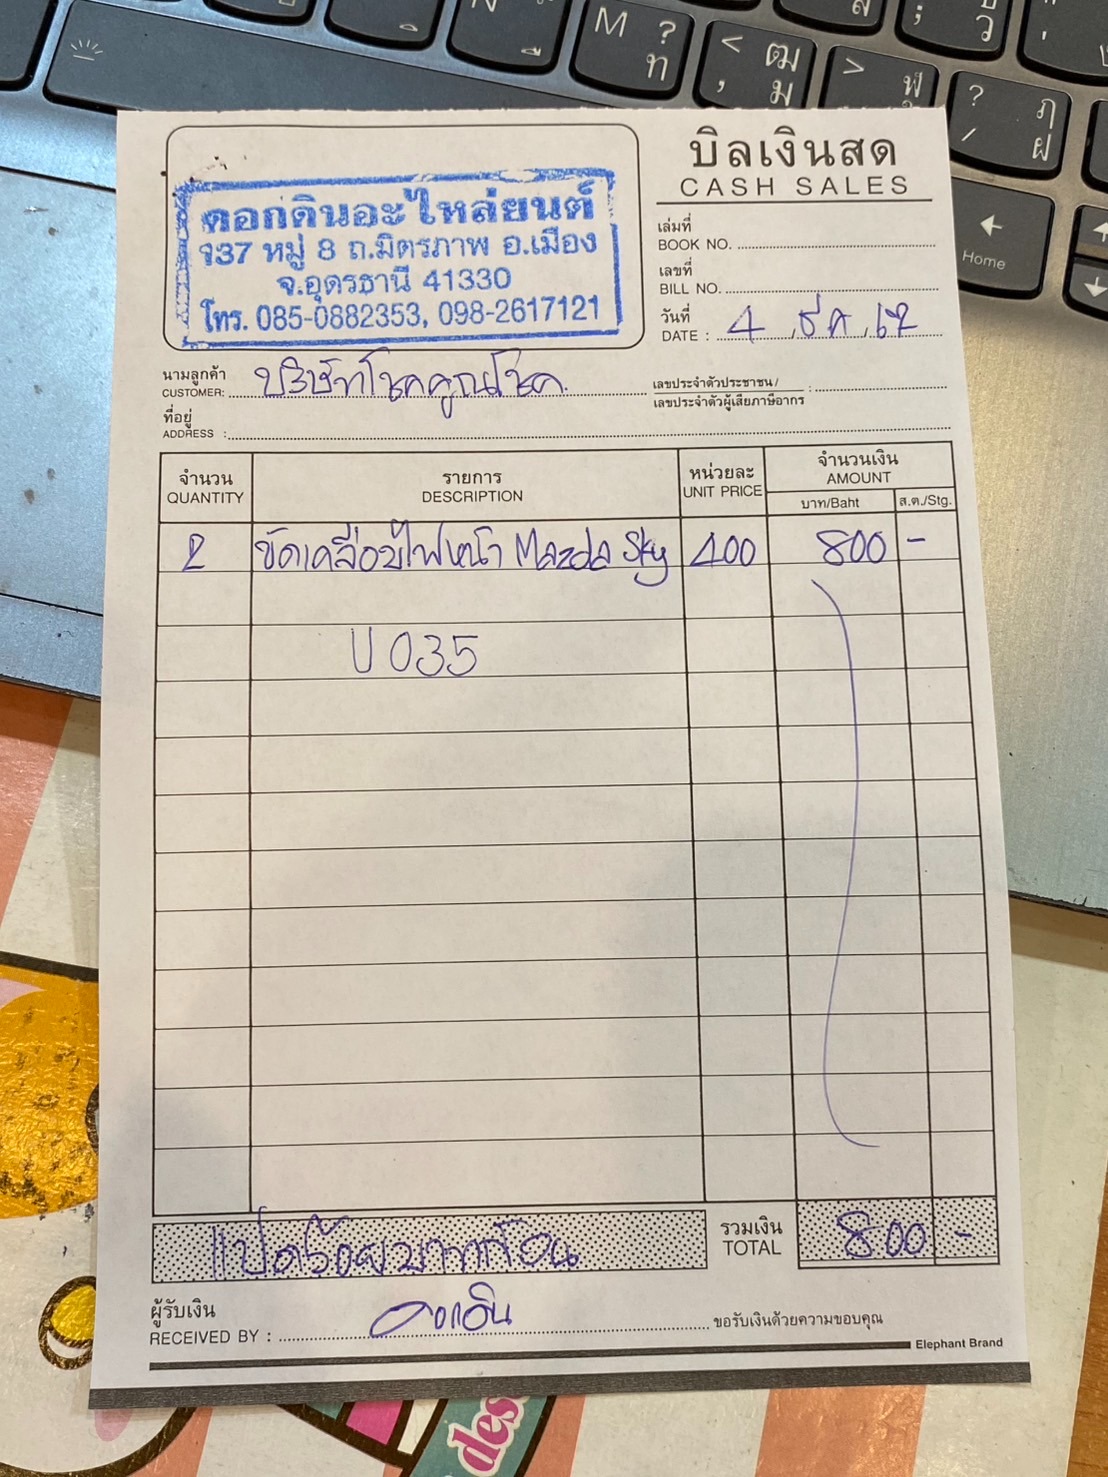 บิลเงินสด
CASH SALES
ดอกดินอะไหล่ยนต์
137 หมู่ 8 ถ.มิตรภาพ อ.เมือง
จ.อุดรธานี 41330
โทร. 085-0882353, 098-2617121
เล่มที่
BOOK NO.
เลขที่
BILL NO.
วันที่
DATE : 4 ธค 67
นามลูกค้า
CUSTOMER: บริษัทโชคคูณโชค
เลขประจำตัวประชาชน /
เลขประจำตัวผู้เสียภาษีอากร :
ที่อยู่
ADDRESS :
จำนวน รายการ หน่วยละ จำนวนเงิน
QUANTITY DESCRIPTION UNIT PRICE AMOUNT
บาท/Baht ส.ต./Stg.
2 ขัดเคลือบไฟหน้า Mazda Sky 400 800 -
U 035
แปดร้อยบาทถ้วน รวมเงิน 800 -
TOTAL
ผู้รับเงิน
RECEIVED BY : ขอรับเงินด้วยความขอบคุณ
Elephant Brand
M ? ท
< , ฒ ม
> ฬ
? / ฦ ฝ
Home
des